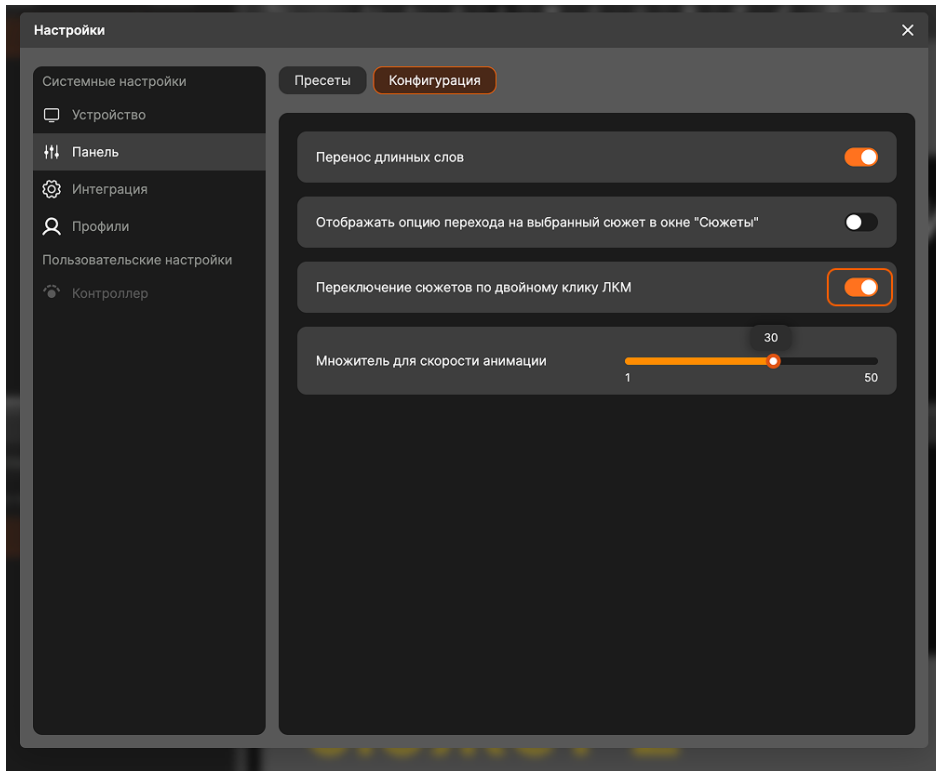 Настройки
Системные настройки
Устройство
Панель
Интеграция
Профили
Пользовательские настройки
Контроллер
Пресеты
Конфигурация
Перенос длинных слов
Отображать опцию перехода на выбранный сюжет в окне "Сюжеты"
Переключение сюжетов по двойному клику ЛКМ
Множитель для скорости анимации
30
1
50